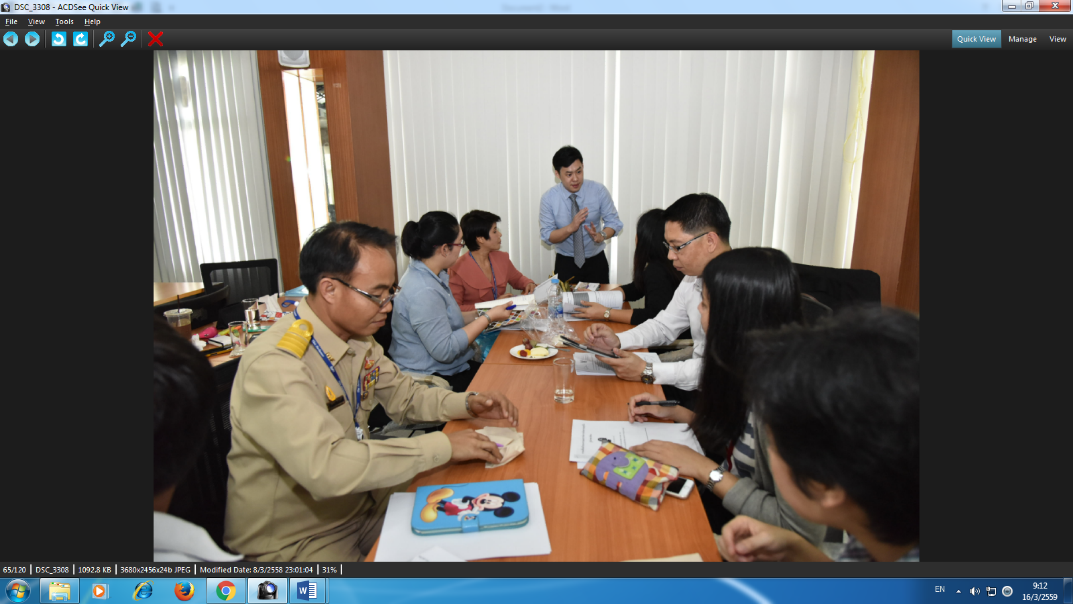 DSC_3308 - ACDSee Quick View
File View Tools Help
Quick View Manage View
65/120 DSC_3308 1092.8 KB 3680x2456x24b JPEG Modified Date: 8/3/2558 23:01:04 31%
EN 9:12
16/3/2559